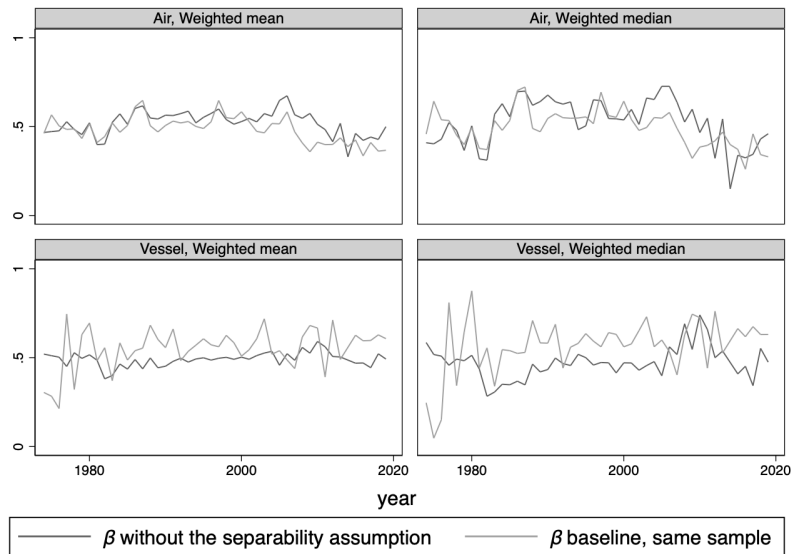 Air, Weighted mean
Air, Weighted median
1
.5
0
Vessel, Weighted mean
Vessel, Weighted median
1
.5
0
1980 2000 2020 1980 2000 2020
year
β without the separability assumption β baseline, same sample